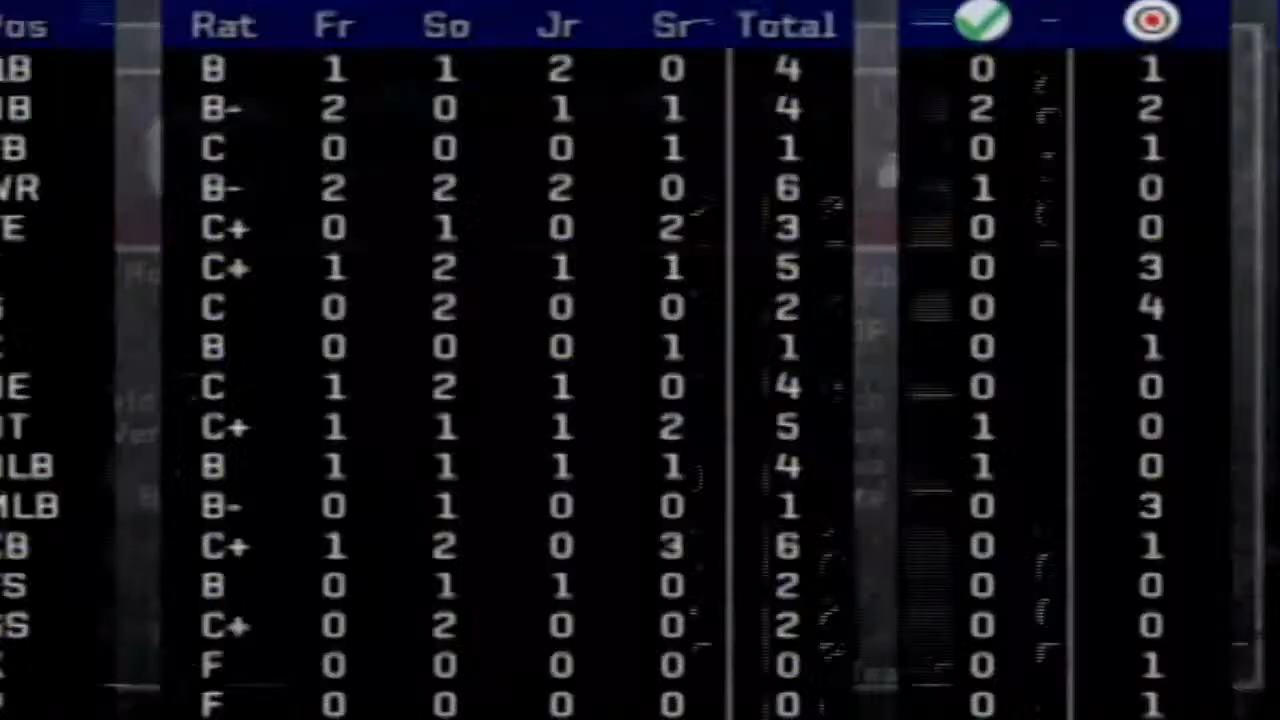 Pos Rat Fr So Jr Sr Total
B 1 1 2 0 4 0 1
B B- 2 0 1 1 4 2 2
B C 0 0 0 1 1 0 1
WR B- 2 2 2 0 6 1 0
E C+ 0 1 0 2 3 0 0
C+ 1 2 1 1 5 0 3
C 0 2 0 0 2 0 4
B 0 0 0 1 1 0 1
E C 1 2 1 0 4 0 0
T C+ 1 1 1 2 5 1 0
LB B 1 1 1 1 4 1 0
MLB B- 0 1 0 0 1 0 3
CB C+ 1 2 0 3 6 0 1
S B 0 1 1 0 2 0 0
SS C+ 0 2 0 0 2 0 0
F 0 0 0 0 0 0 1
F 0 0 0 0 0 0 1